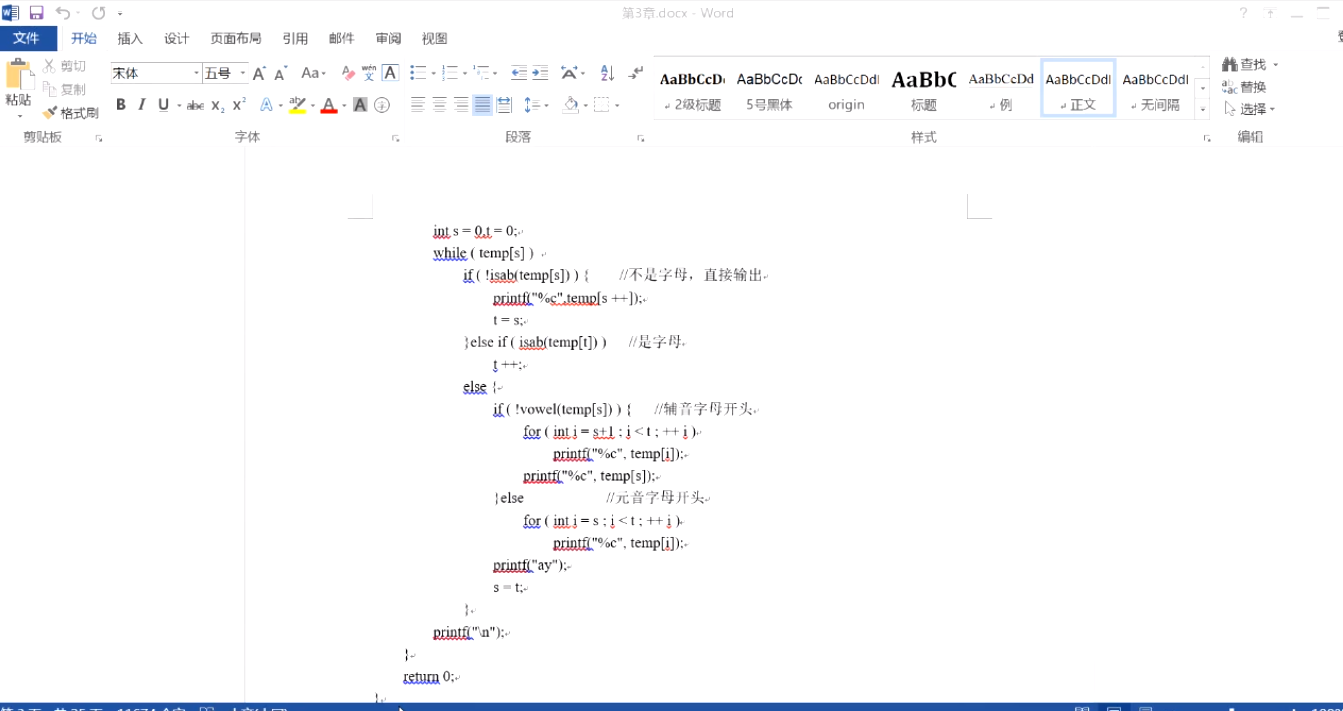 第3章.docx - Word
文件 开始 插入 设计 页面布局 引用 邮件 审阅 视图
粘贴
剪切
复制
格式刷
剪贴板
宋体 五号
Aa
wén
文
A
B I U abc X₂ X² A A A
字体
段落
AaBbCcD AaBbCcDc AaBbCcDdI AaBbC AaBbCcDd AaBbCcDdI AaBbCcDdI
2级标题 5号黑体 origin 标题 例 正文 无间隔
样式
查找
替换
选择
编辑
int s = 0,t = 0;
while ( temp[s] )
if ( !isab(temp[s]) ) { //不是字母，直接输出
printf("%c",temp[s ++]);
t = s;
}else if ( isab(temp[t]) ) //是字母
t ++;
else {
if ( !vowel(temp[s]) ) { //辅音字母开头
for ( int i = s+1 ; i < t ; ++ i )
printf("%c", temp[i]);
printf("%c", temp[s]);
}else //元音字母开头
for ( int i = s ; i < t ; ++ i )
printf("%c", temp[i]);
printf("ay");
s = t;
}
printf("\n");
}
return 0;
}